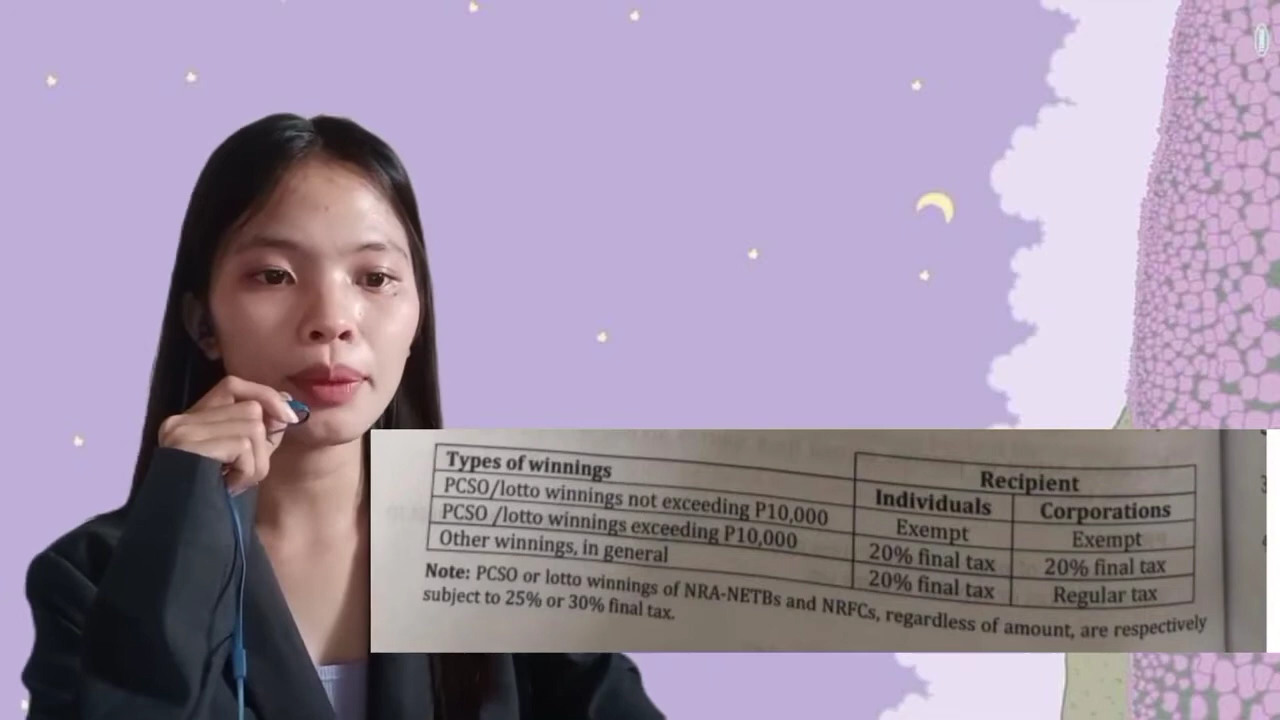 Types of winnings
Recipient
Individuals
Corporations
PCSO/lotto winnings not exceeding P10,000
Exempt
Exempt
PCSO /lotto winnings exceeding P10,000
20% final tax
20% final tax
Other winnings, in general
20% final tax
Regular tax
Note: PCSO or lotto winnings of NRA-NETBs and NRFCs, regardless of amount, are respectively
subject to 25% or 30% final tax.